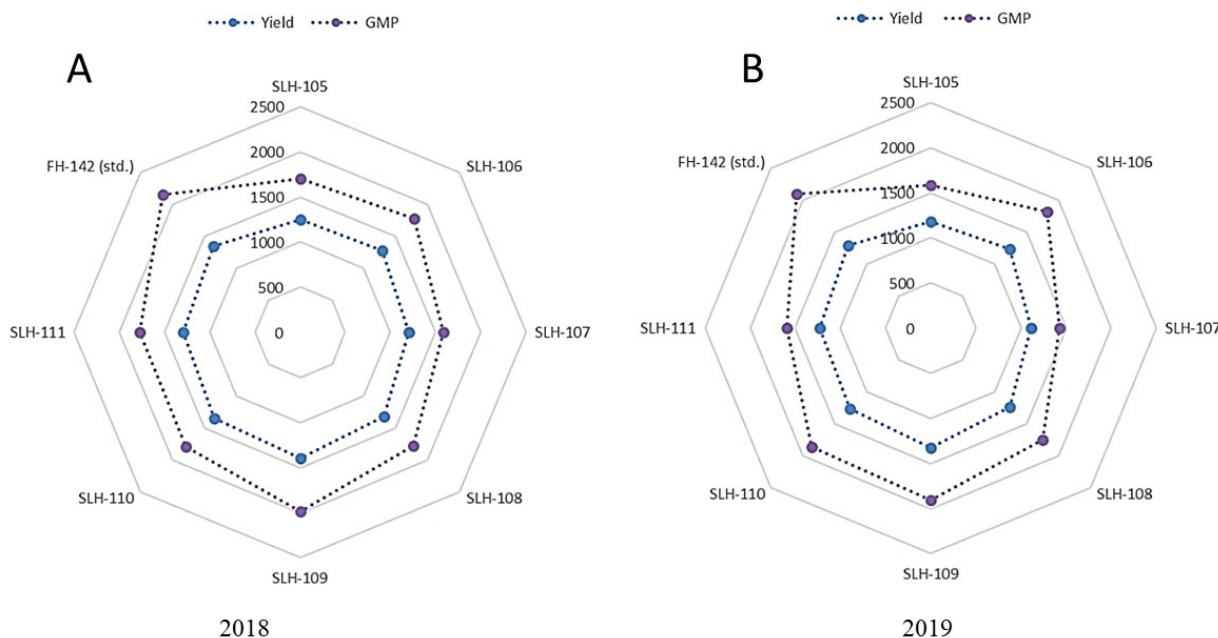 Yield GMP
A
SLH-105
2500
2000
1500
1000
500
0
SLH-106
SLH-107
SLH-108
SLH-109
SLH-110
SLH-111
FH-142 (std.)
2018
Yield GMP
B
SLH-105
2500
2000
1500
1000
500
0
SLH-106
SLH-107
SLH-108
SLH-109
SLH-110
SLH-111
FH-142 (std.)
2019